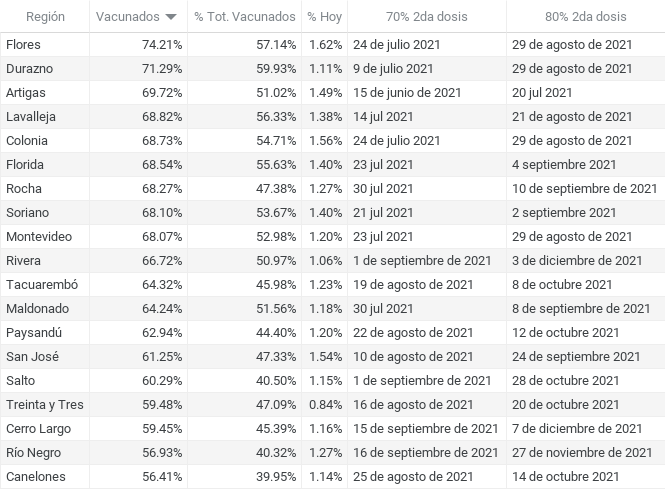 Región Vacunados % Tot. Vacunados % Hoy 70% 2da dosis 80% 2da dosis
Flores 74.21% 57.14% 1.62% 24 de julio 2021 29 de agosto de 2021
Durazno 71.29% 59.93% 1.11% 9 de julio 2021 29 de agosto de 2021
Artigas 69.72% 51.02% 1.49% 15 de junio de 2021 20 jul 2021
Lavalleja 68.82% 56.33% 1.38% 14 jul 2021 21 de agosto de 2021
Colonia 68.73% 54.71% 1.56% 24 de julio 2021 29 de agosto de 2021
Florida 68.54% 55.63% 1.40% 23 jul 2021 4 septiembre 2021
Rocha 68.27% 47.38% 1.27% 30 jul 2021 10 de septiembre de 2021
Soriano 68.10% 53.67% 1.40% 21 jul 2021 2 septiembre 2021
Montevideo 68.07% 52.98% 1.20% 23 jul 2021 29 de agosto de 2021
Rivera 66.72% 50.97% 1.06% 1 de septiembre de 2021 3 de diciembre de 2021
Tacuarembó 64.32% 45.98% 1.23% 19 de agosto de 2021 8 de octubre de 2021
Maldonado 64.24% 51.56% 1.18% 30 jul 2021 8 de septiembre de 2021
Paysandú 62.94% 44.40% 1.20% 22 de agosto de 2021 12 de octubre de 2021
San José 61.25% 47.33% 1.54% 10 de agosto de 2021 24 de septiembre de 2021
Salto 60.29% 40.50% 1.15% 1 de septiembre de 2021 28 de octubre de 2021
Treinta y Tres 59.48% 47.09% 0.84% 16 de agosto de 2021 20 de octubre de 2021
Cerro Largo 59.45% 45.39% 1.16% 15 de septiembre de 2021 7 de diciembre de 2021
Río Negro 56.93% 40.32% 1.27% 16 de septiembre de 2021 27 de noviembre de 2021
Canelones 56.41% 39.95% 1.14% 25 de agosto de 2021 14 de octubre de 2021